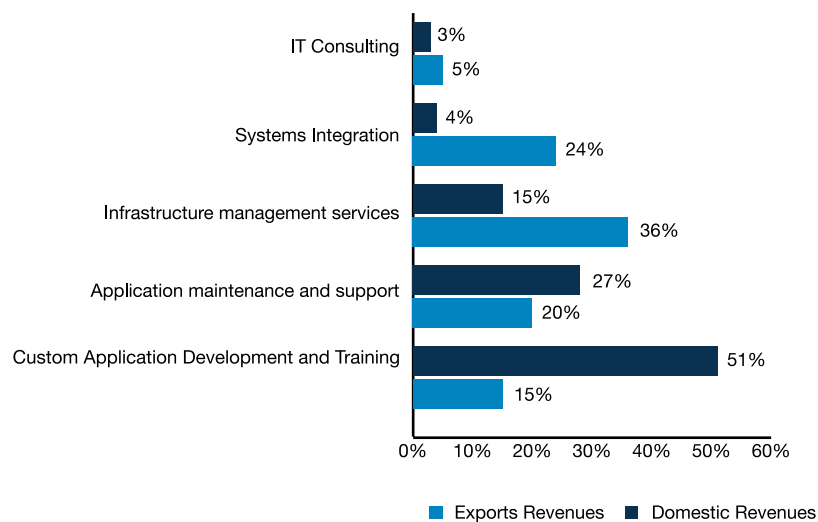 IT Consulting
3%
5%
Systems Integration
4%
24%
Infrastructure management services
15%
36%
Application maintenance and support
27%
20%
Custom Application Development and Training
51%
15%
0% 10% 20% 30% 40% 50% 60%
Exports Revenues Domestic Revenues